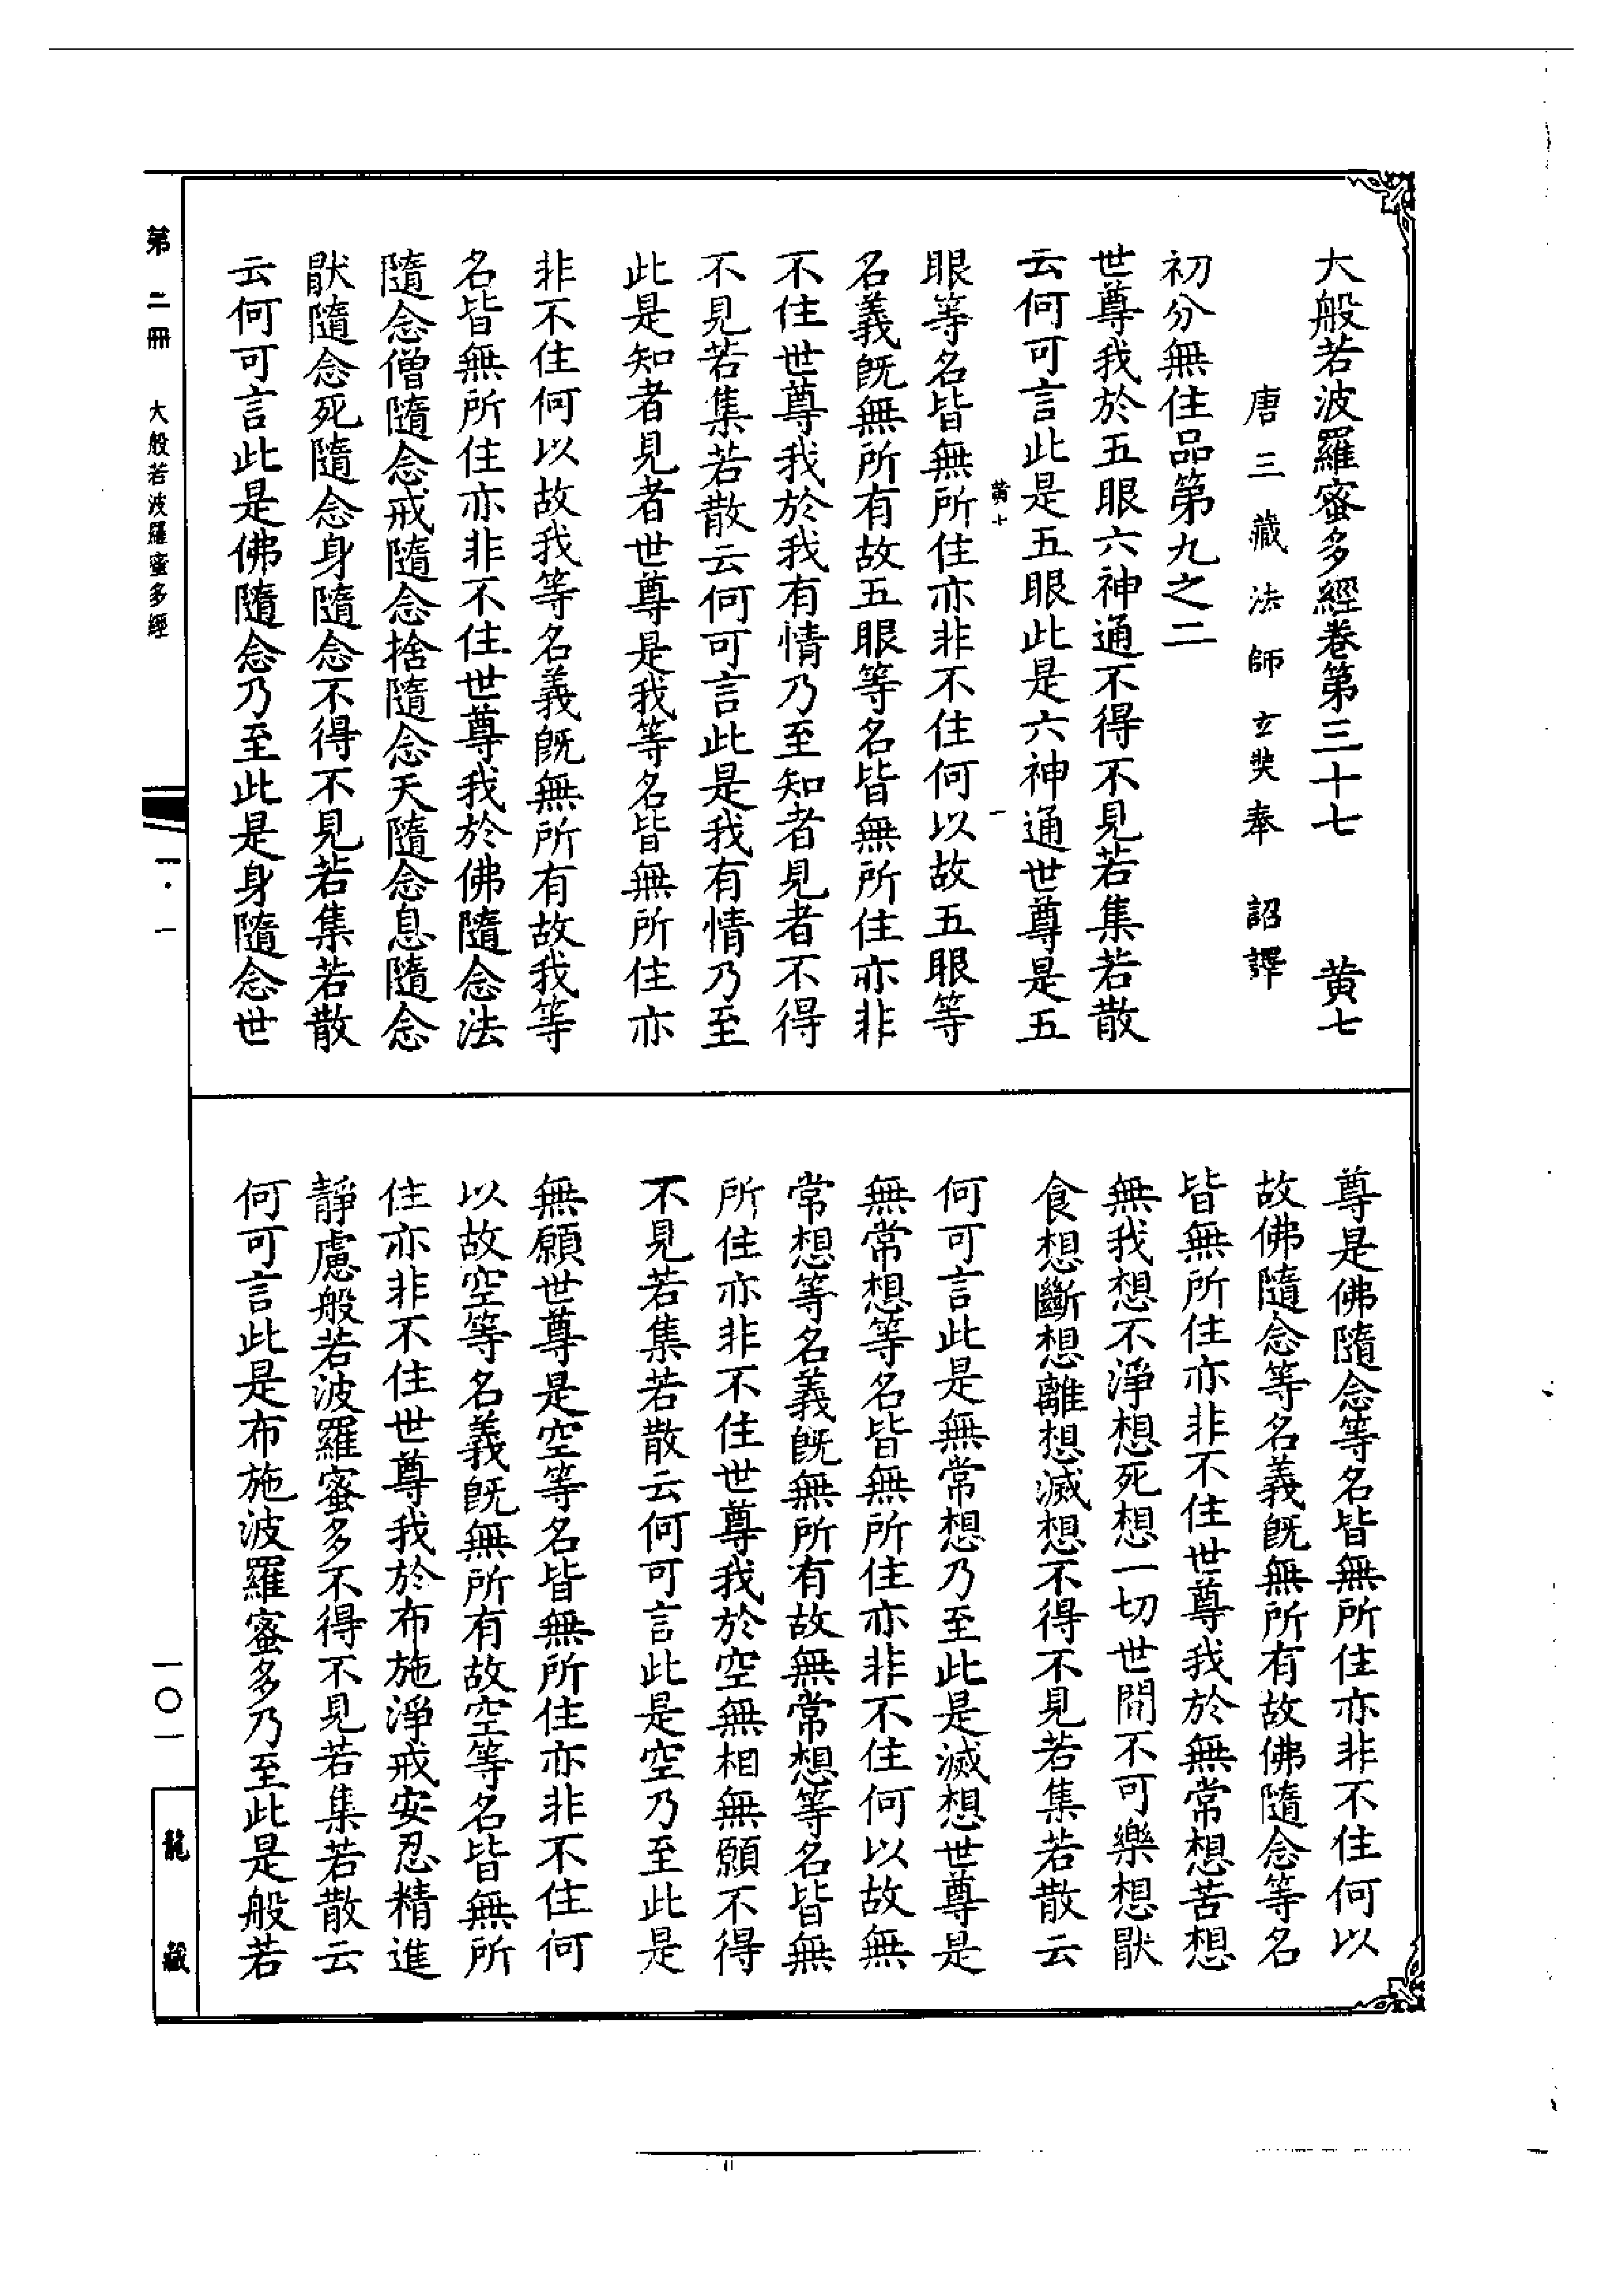 大般若波羅蜜多經卷第三十七　黃七
唐三藏法師玄奘奉　詔譯
初分無住品第九之二
世尊我於五眼六神通不得不見若集若散
云何可言此是五眼此是六神通世尊是五
黃十　一
眼等名皆無所住亦非不住何以故五眼等
名義既無所有故五眼等名皆無所住亦非
不住世尊我於我有情乃至知者見者不得
不見若集若散云何可言此是我有情乃至
此是知者見者世尊是我等名皆無所住亦
非不住何以故我等名義既無所有故我等
名皆無所住亦非不住世尊我於佛隨念法
隨念僧隨念戒隨念捨隨念天隨念息隨念
猒隨念死隨念身隨念不得不見若集若散
云何可言此是佛隨念乃至此是身隨念世
尊是佛隨念等名皆無所住亦非不住何以
故佛隨念等名義既無所有故佛隨念等名
皆無所住亦非不住世尊我於無常想苦想
無我想不淨想死想一切世間不可樂想猒
食想斷想離想滅想不得不見若集若散云
何可言此是無常想乃至此是滅想世尊是
無常想等名皆無所住亦非不住何以故無
常想等名義既無所有故無常想等名皆無
所住亦非不住世尊我於空無相無願不得
不見若集若散云何可言此是空乃至此是
無願世尊是空等名皆無所住亦非不住何
以故空等名義既無所有故空等名皆無所
住亦非不住世尊我於布施淨戒安忍精進
靜慮般若波羅蜜多不得不見若集若散云
何可言此是布施波羅蜜多乃至此是般若
第二冊　大般若波羅蜜多經
一·一
一〇一
龍藏